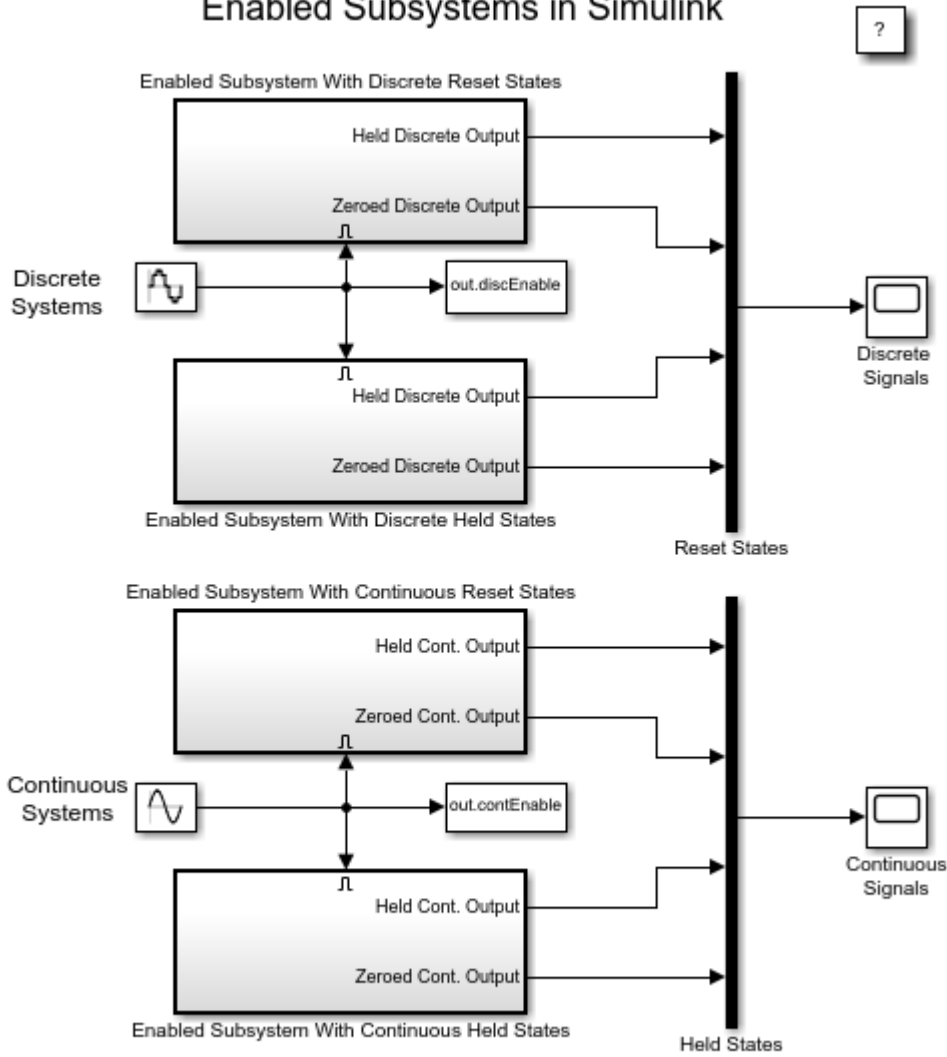 Enabled Subsystems in Simulink
?
Enabled Subsystem With Discrete Reset States
Held Discrete Output
Zeroed Discrete Output
Discrete
Systems
out.discEnable
Held Discrete Output
Zeroed Discrete Output
Enabled Subsystem With Discrete Held States
Discrete
Signals
Reset States
Enabled Subsystem With Continuous Reset States
Held Cont. Output
Zeroed Cont. Output
Continuous
Systems
out.contEnable
Held Cont. Output
Zeroed Cont. Output
Enabled Subsystem With Continuous Held States
Continuous
Signals
Held States